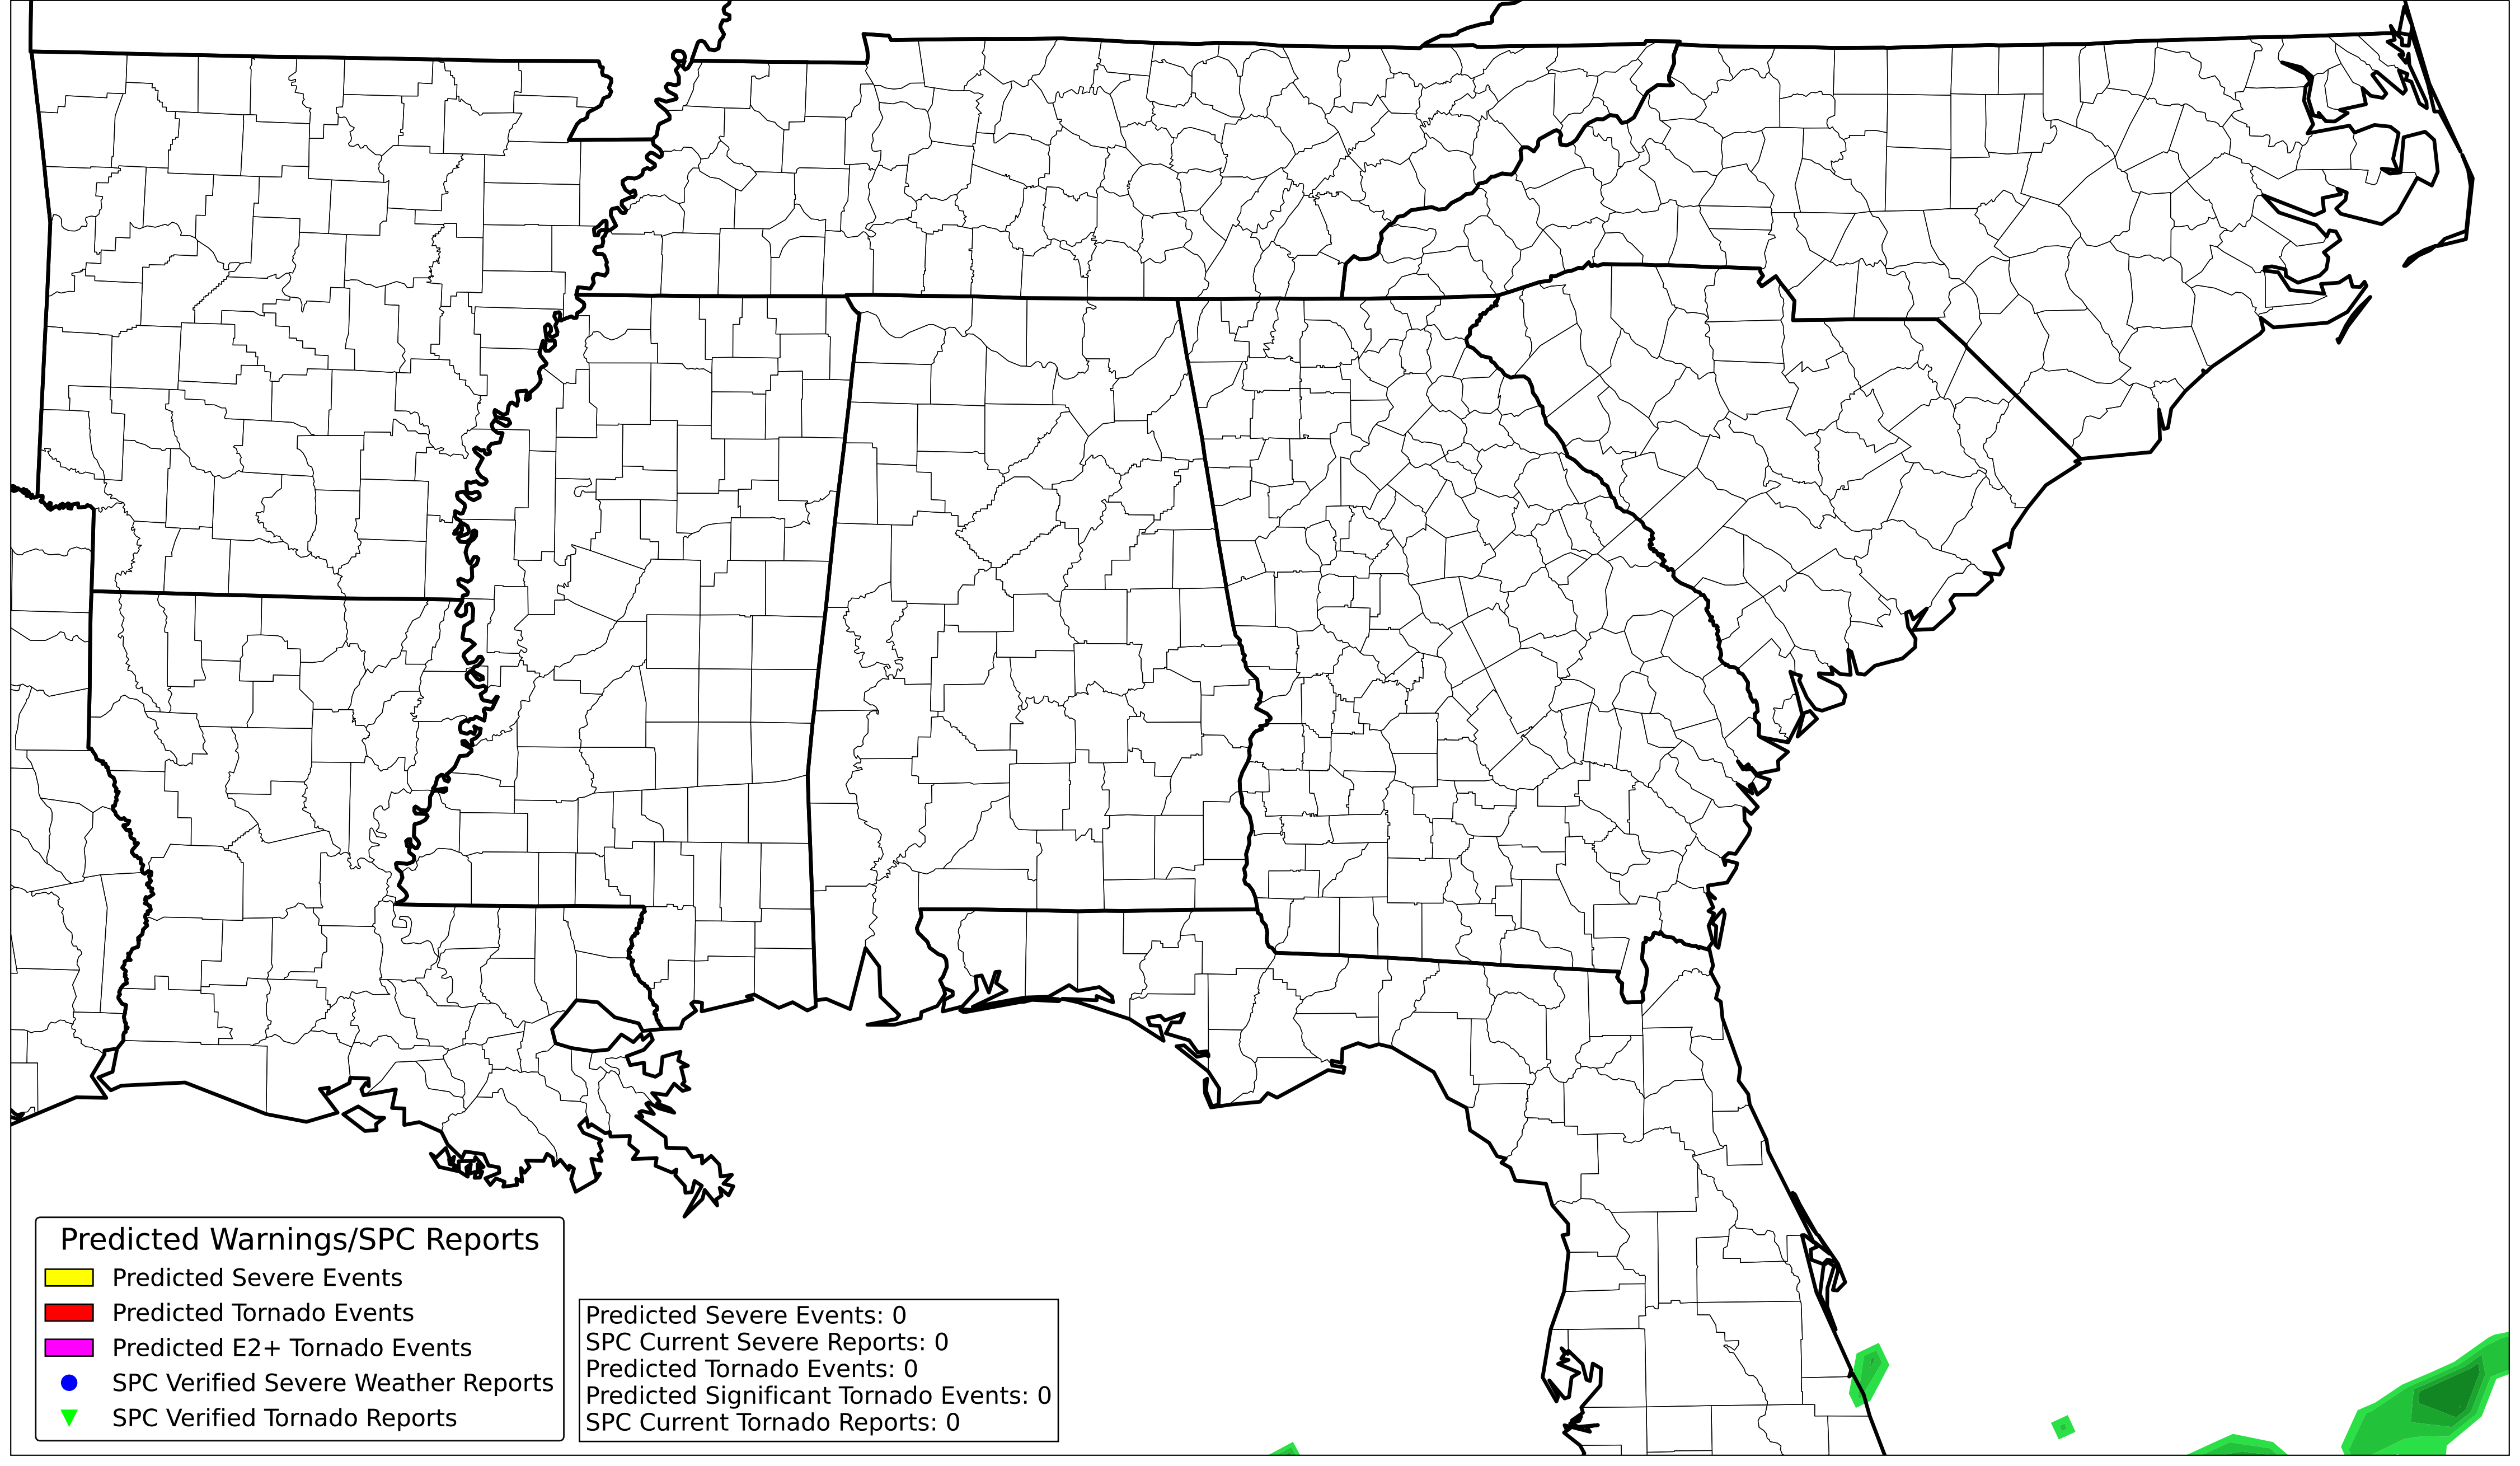 Predicted Warnings/SPC Reports
Predicted Severe Events
Predicted Tornado Events
Predicted E2+ Tornado Events
SPC Verified Severe Weather Reports
SPC Verified Tornado Reports
Predicted Severe Events: 0
SPC Current Severe Reports: 0
Predicted Tornado Events: 0
Predicted Significant Tornado Events: 0
SPC Current Tornado Reports: 0